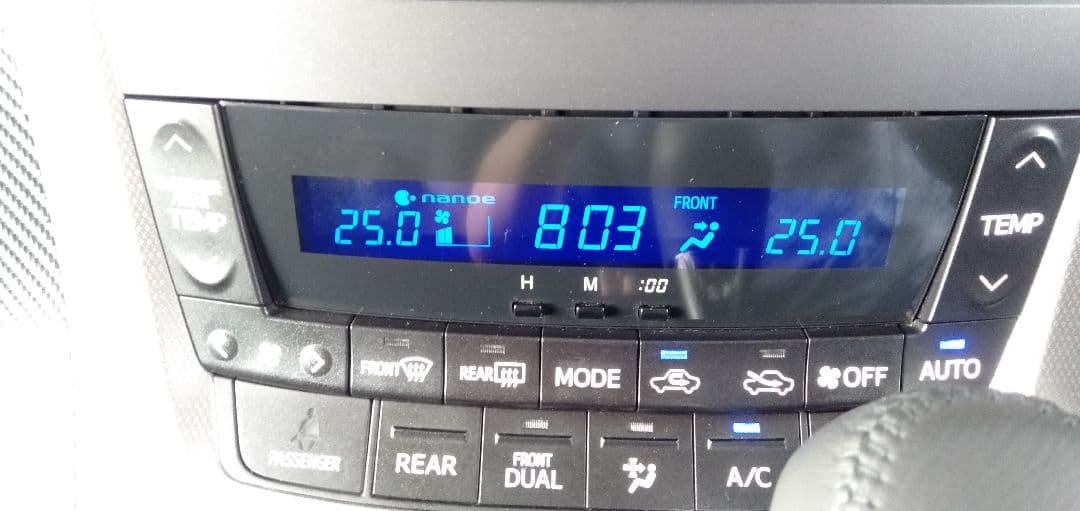 nanoe
FRONT
25.0 803 25.0
H M :00
TEMP TEMP
FRONT REAR MODE OFF AUTO
PASSENGER REAR FRONT DUAL A/C